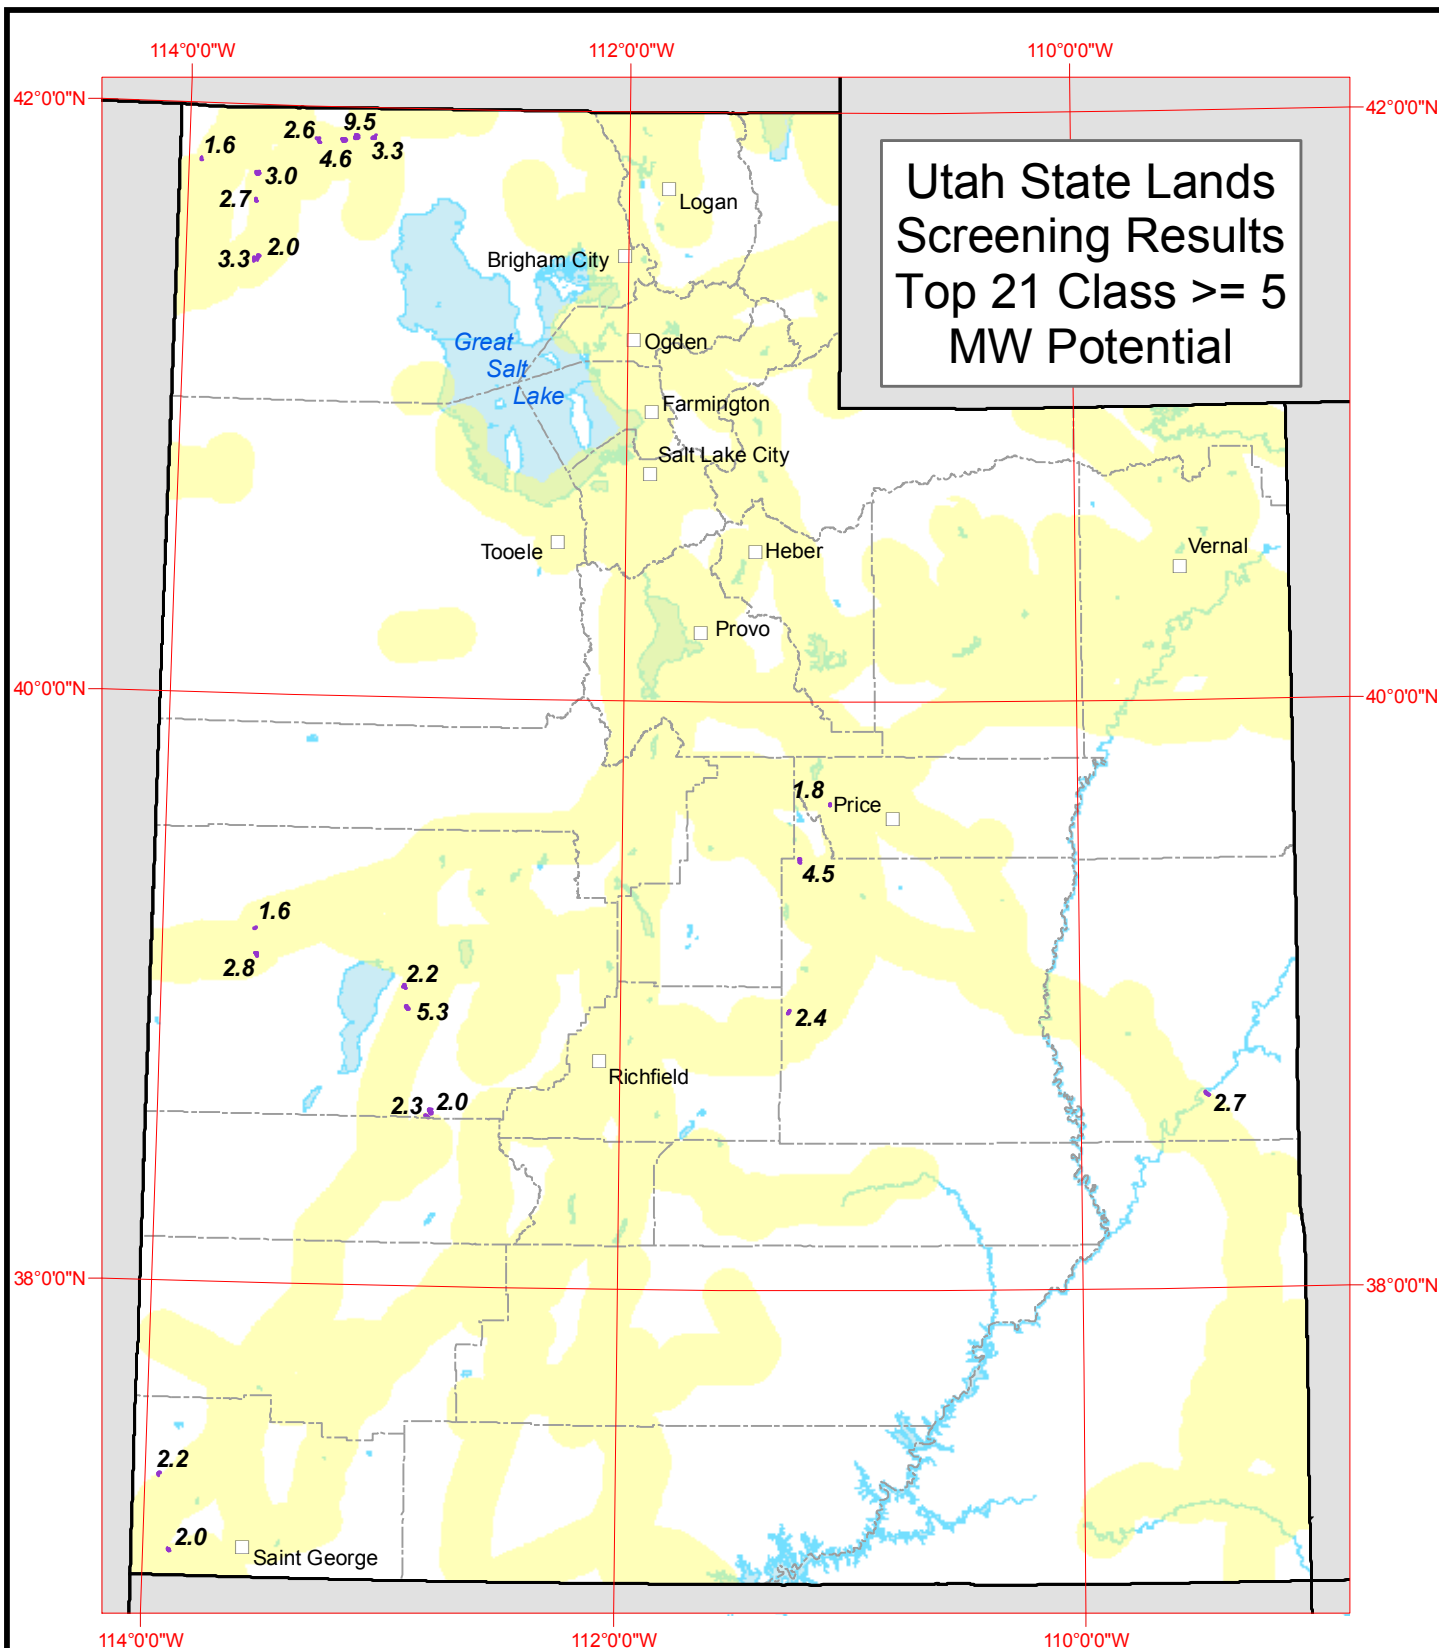 114°0'0"W
112°0'0"W
110°0'0"W
42°0'0"N
42°0'0"N
Utah State Lands
Screening Results
Top 21 Class >= 5
MW Potential
1.6
2.6
9.5
4.6
3.3
3.0
2.7
2.0
3.3
Logan
Brigham City
Great
Salt
Lake
Ogden
Farmington
Salt Lake City
Tooele
Heber
Vernal
Provo
40°0'0"N
40°0'0"N
1.8
Price
4.5
1.6
2.8
2.2
5.3
2.4
Richfield
2.3
2.0
2.7
38°0'0"N
38°0'0"N
2.2
2.0
Saint George
114°0'0"W
112°0'0"W
110°0'0"W